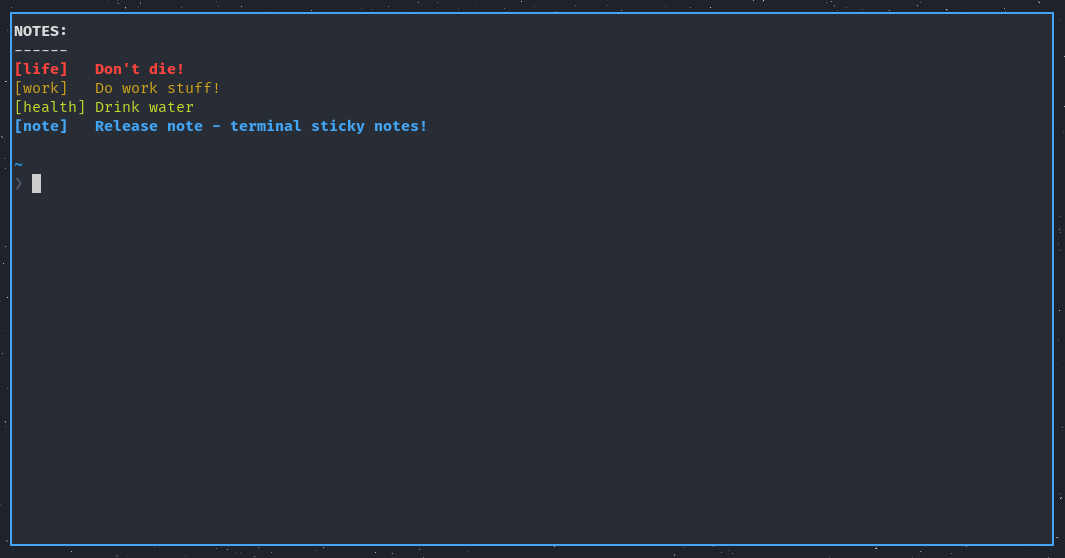 NOTES:
------
[life]   Don't die!
[work]   Do work stuff!
[health] Drink water
[note]   Release note - terminal sticky notes!
~
❯